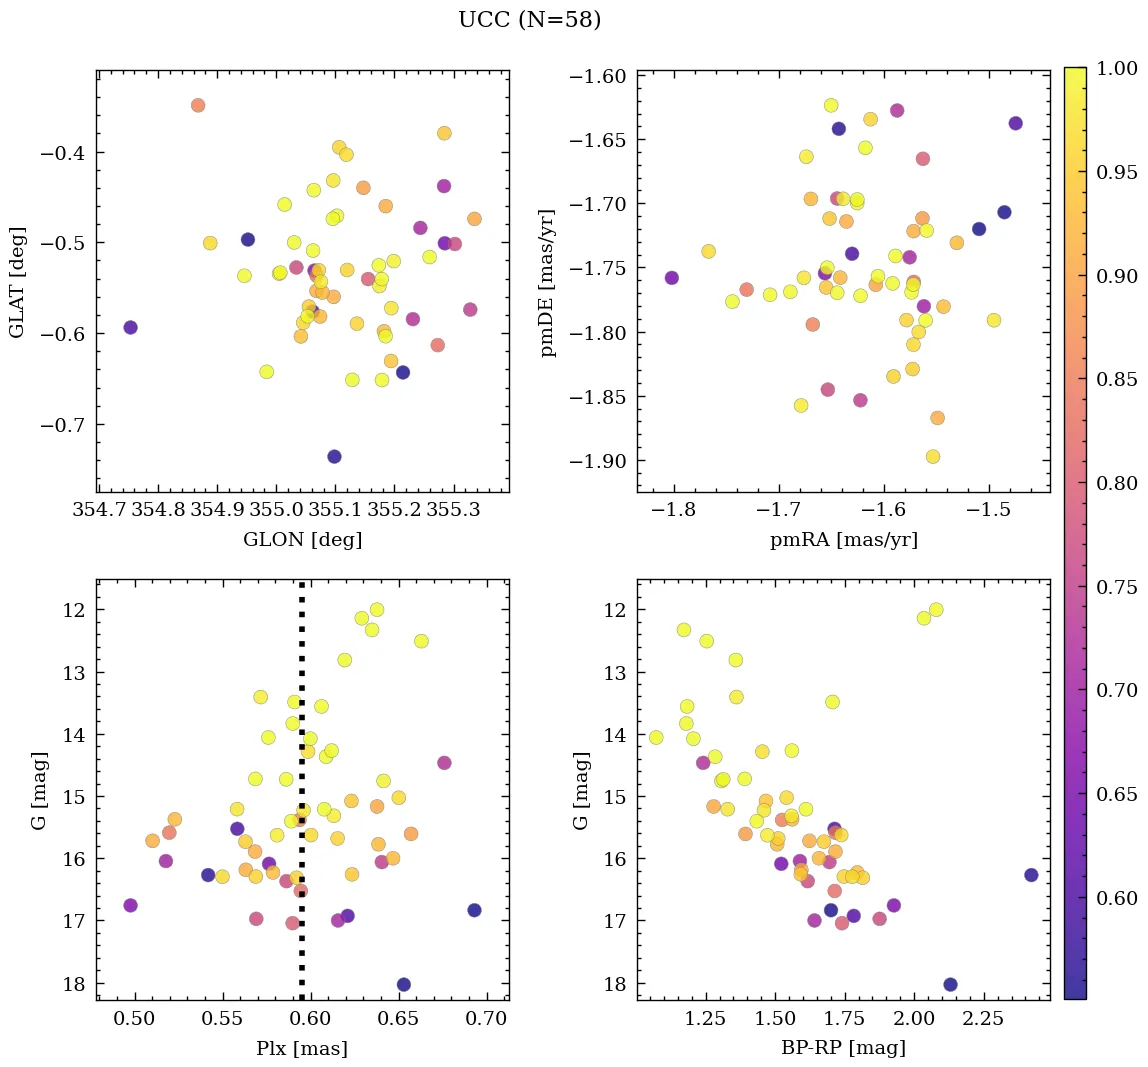 UCC (N=58)
−0.4
−0.5
−0.6
−0.7
GLAT [deg]
354.7 354.8 354.9 355.0 355.1 355.2 355.3
GLON [deg]
−1.60
−1.65
−1.70
−1.75
−1.80
−1.85
−1.90
pmDE [mas/yr]
−1.8 −1.7 −1.6 −1.5
pmRA [mas/yr]
12
13
14
15
16
17
18
G [mag]
0.50 0.55 0.60 0.65 0.70
Plx [mas]
12
13
14
15
16
17
18
G [mag]
1.25 1.50 1.75 2.00 2.25
BP-RP [mag]
1.00
0.95
0.90
0.85
0.80
0.75
0.70
0.65
0.60